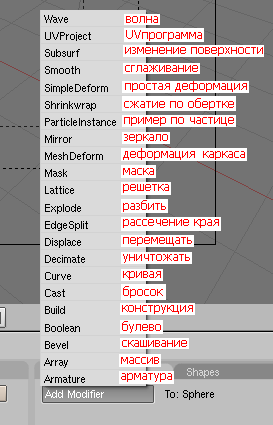 Wave волна
UVProject UVпрограмма
Subsurf изменение поверхности
Smooth сглаживание
SimpleDeform простая деформация
Shrinkwrap сжатие по обертке
ParticleInstance пример по частице
Mirror зеркало
MeshDeform деформация каркаса
Mask маска
Lattice решетка
Explode разбить
EdgeSplit рассечение края
Displace перемещать
Decimate уничтожать
Curve кривая
Cast бросок
Build конструкция
Boolean булево
Bevel скашивание
Array массив
Armature арматура
Shapes
Add Modifier To: Sphere